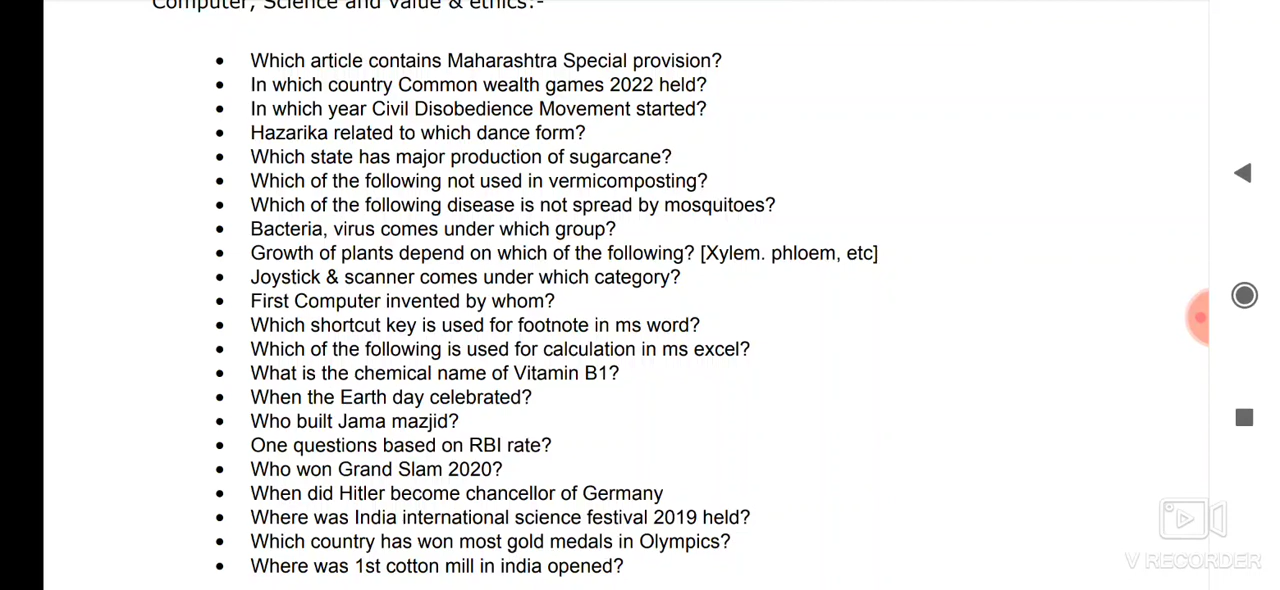 Computer, Science and Value & ethics:-
• Which article contains Maharashtra Special provision?
• In which country Common wealth games 2022 held?
• In which year Civil Disobedience Movement started?
• Hazarika related to which dance form?
• Which state has major production of sugarcane?
• Which of the following not used in vermicomposting?
• Which of the following disease is not spread by mosquitoes?
• Bacteria, virus comes under which group?
• Growth of plants depend on which of the following? [Xylem. phloem, etc]
• Joystick & scanner comes under which category?
• First Computer invented by whom?
• Which shortcut key is used for footnote in ms word?
• Which of the following is used for calculation in ms excel?
• What is the chemical name of Vitamin B1?
• When the Earth day celebrated?
• Who built Jama mazjid?
• One questions based on RBI rate?
• Who won Grand Slam 2020?
• When did Hitler become chancellor of Germany
• Where was India international science festival 2019 held?
• Which country has won most gold medals in Olympics?
• Where was 1st cotton mill in india opened?
V RECORDER